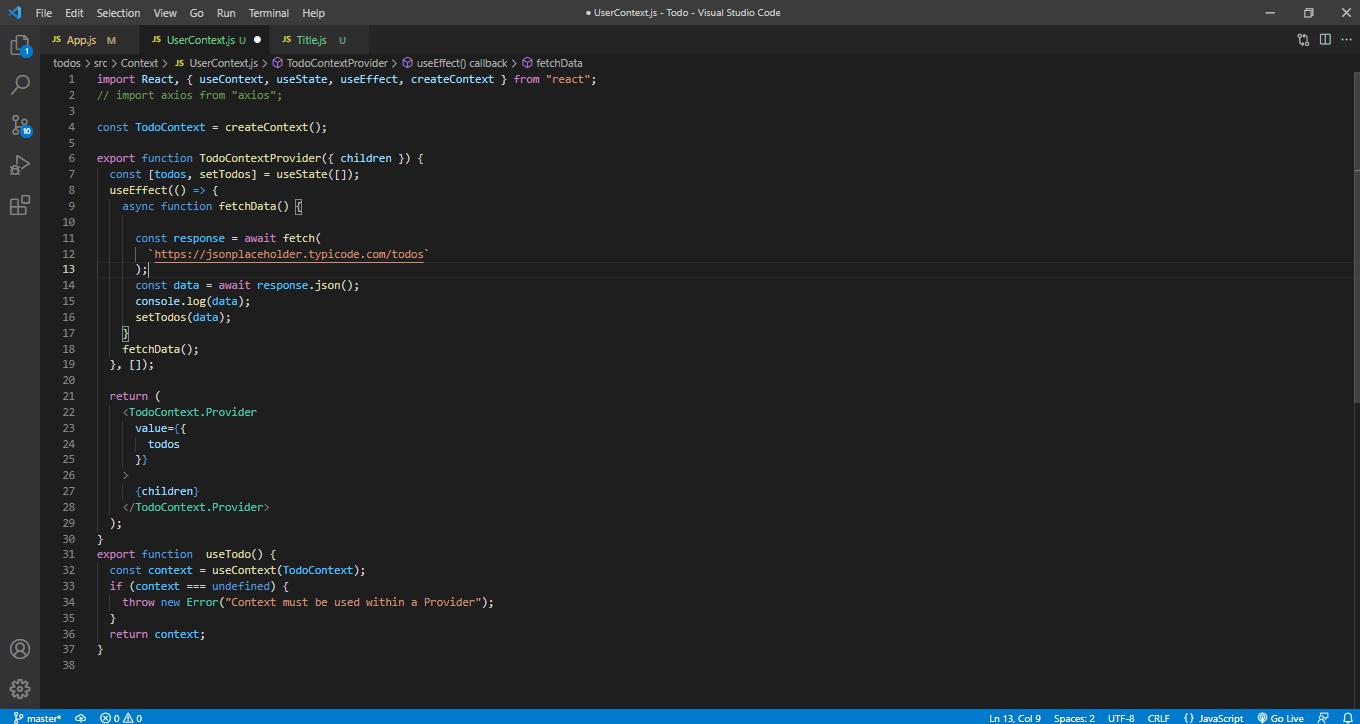 File Edit Selection View Go Run Terminal Help ● UserContext.js - Todo - Visual Studio Code
JS App.js M JS UserContext.js U ● JS Title.js U
todos > src > Context > JS UserContext.js > TodoContextProvider > useEffect() callback > fetchData
1
10
1 import React, { useContext, useState, useEffect, createContext } from "react";
2 // import axios from "axios";
3
4 const TodoContext = createContext();
5
6 export function TodoContextProvider({ children }) {
7 const [todos, setTodos] = useState([]);
8 useEffect(() => {
9 async function fetchData() {
10
11 const response = await fetch(
12 `https://jsonplaceholder.typicode.com/todos`
13 );
14 const data = await response.json();
15 console.log(data);
16 setTodos(data);
17 }
18 fetchData();
19 }, []);
20
21 return (
22 <TodoContext.Provider
23 value={{
24 todos
25 }}
26 >
27 {children}
28 </TodoContext.Provider>
29 );
30 }
31 export function  useTodo() {
32 const context = useContext(TodoContext);
33 if (context === undefined) {
34 throw new Error("Context must be used within a Provider");
35 }
36 return context;
37 }
38
master* 0 0 Ln 13, Col 9 Spaces: 2 UTF-8 CRLF {} JavaScript Go Live